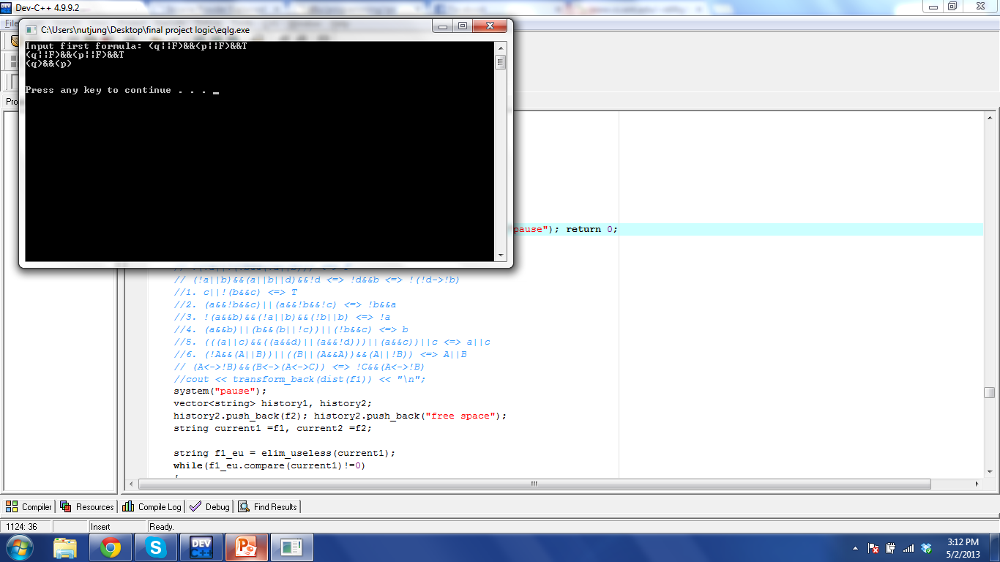 Dev-C++ 4.9.9.2
C:\Users\nutjung\Desktop\final project logic\eqlg.exe
Input first formula: (q||F)&&(p||F)&&T
(q||F)&&(p||F)&&T
(q)&&(p)
Press any key to continue . . . _
pause"); return 0;
// (!a||b)&&(a||b||d)&&!d <=> !d&&b <=> !(!d->!b)
//1. c||!(b&&c) <=> T
//2. (a&&!b&&c)||(a&&!b&&!c) <=> !b&&a
//3. !(a&&b)&&(!a||b)&&(!b||b) <=> !a
//4. (a&&b)||(b&&(b||!c))||(!b&&c) <=> b
//5. (((a||c)&&((a&&d)||(a&&!d)))||(a&&c))||c <=> a||c
//6. (!A&&(A||B))||((B||(A&&A))&&(A||!B)) <=> A||B
// (A<->!B)&&(B<->(A<->C)) <=> !C&&(A<->!B)
//cout << transform_back(dist(f1)) << "\n";
system("pause");
vector<string> history1, history2;
history2.push_back(f2); history2.push_back("free space");
string current1 =f1, current2 =f2;
string f1_eu = elim_useless(current1);
while(f1_eu.compare(current1)!=0)
Compiler Resources Compile Log Debug Find Results
1124: 36 Insert Ready.
3:12 PM
5/2/2013